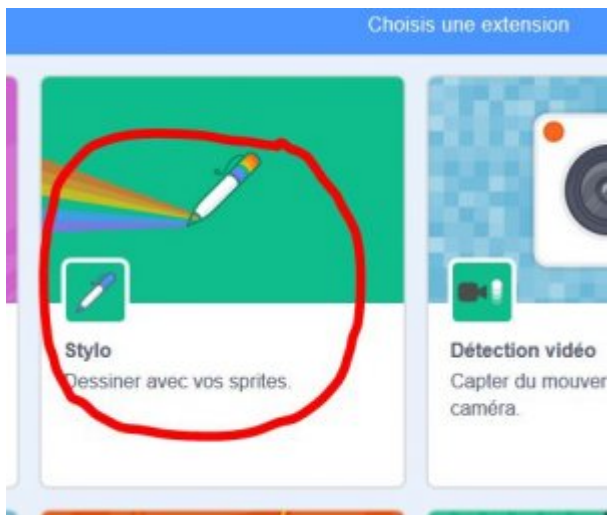 Choisis une extension
Stylo
Dessiner avec vos sprites.
Détection vidéo
Capter du mouver
caméra.